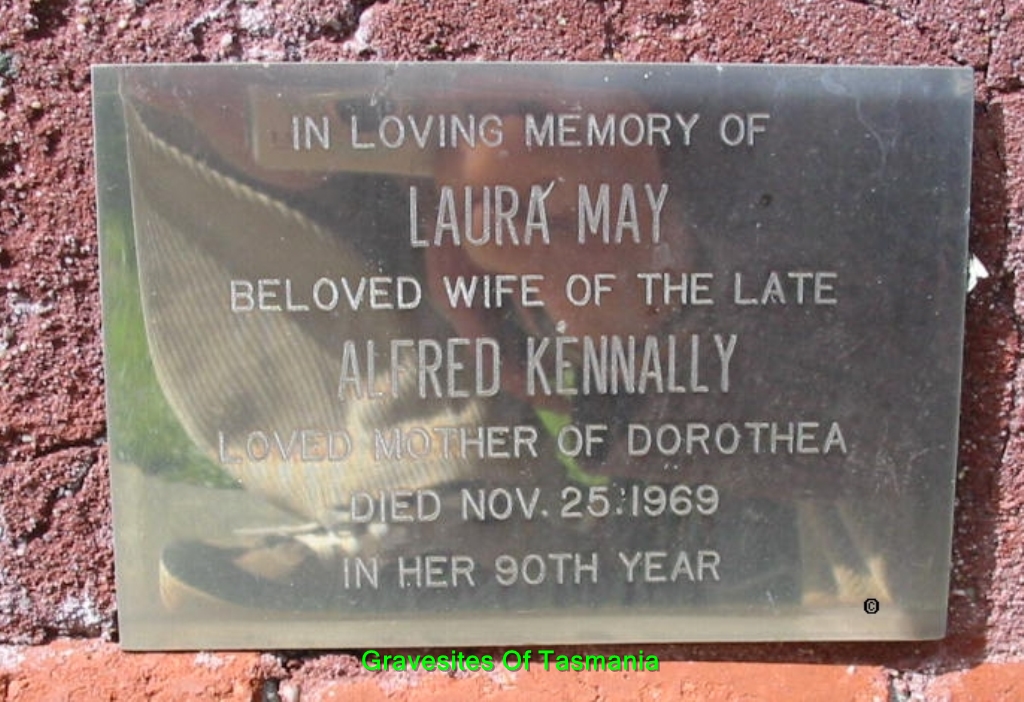 IN LOVING MEMORY OF
LAURA MAY
BELOVED WIFE OF THE LATE
ALFRED KENNALLY
LOVED MOTHER OF DOROTHEA
DIED NOV. 25. 1969
IN HER 90TH YEAR
©
Gravesites Of Tasmania